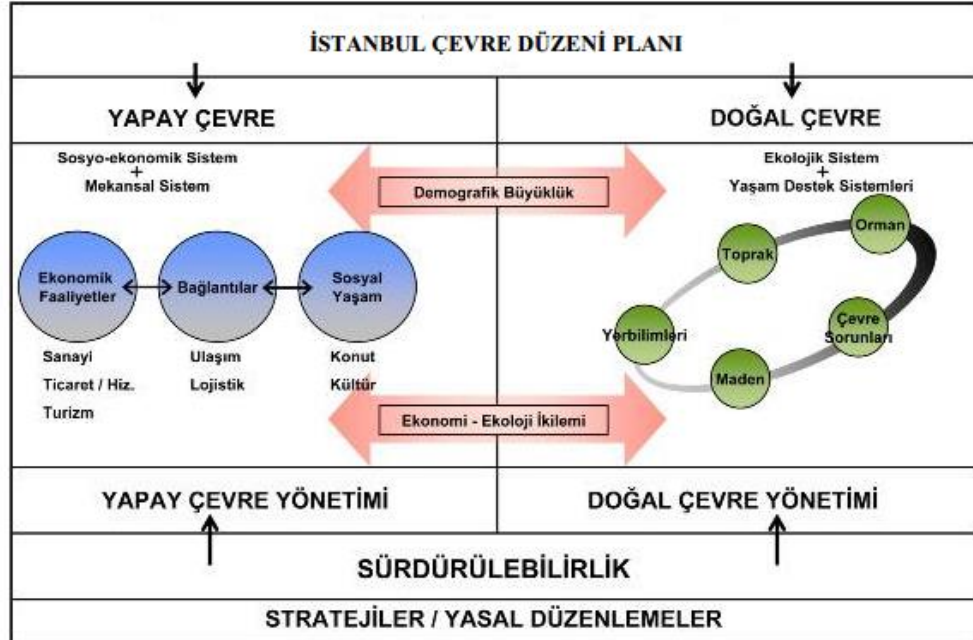 İSTANBUL ÇEVRE DÜZENİ PLANI
YAPAY ÇEVRE
DOĞAL ÇEVRE
Sosyo-ekonomik Sistem
+
Mekansal Sistem
Demografik Büyüklük
Ekolojik Sistem
+
Yaşam Destek Sistemleri
Ekonomik
Faaliyetler
Bağlantılar
Sosyal
Yaşam
Orman
Toprak
Yerbilimleri
Çevre
Sorunları
Maden
Sanayi
Ticaret / Hiz.
Turizm
Ulaşım
Lojistik
Konut
Kültür
Ekonomi - Ekoloji İkilemi
YAPAY ÇEVRE YÖNETİMİ
DOĞAL ÇEVRE YÖNETİMİ
SÜRDÜRÜLEBİLİRLİK
STRATEJİLER / YASAL DÜZENLEMELER